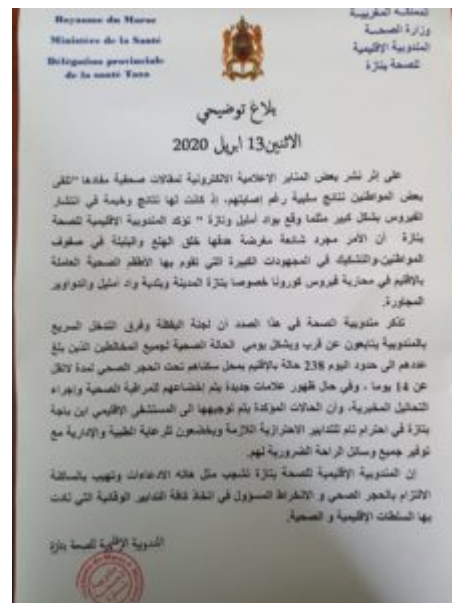 Royaume du Maroc
Ministère de la Santé
Délégation provinciale
de la santé Taza
المملكة المغربية
وزارة الصحة
المندوبية الإقليمية
للصحة بتازة
بلاغ توضيحي
الاثنين13 ابريل 2020
على إثر نشر بعض المنابر الإعلامية الالكترونية لمقالات صحفية مفادها "تلقى
بعض المواطنين نتائج سلبية رغم إصابتهم، إذ كانت لها نتائج وخيمة في انتشار
الفيروس بشكل كبير مثلما وقع بواد أمليل وتازة " تؤكد المندوبية الإقليمية للصحة
بتازة أن الأمر مجرد شائعة مغرضة هدفها خلق الهلع والبلبلة في صفوف
المواطنين،والتشكيك في المجهودات الكبيرة التي تقوم بها الأطقم الصحية العاملة
بالإقليم في محاربة فيروس كورونا خصوصا بتازة المدينة وبلدية واد أمليل والدواوير
المجاورة.
تذكر مندوبية الصحة في هذا الصدد أن لجنة اليقظة وفرق التدخل السريع
بالمندوبية يتابعون عن قرب وبشكل يومي الحالة الصحية لجميع المخالطين الذين بلغ
عددهم الى حدود اليوم 238 حالة بالإقليم بمحل سكناهم تحت الحجر الصحي لمدة لاتقل
عن 14 يوما ، وفي حال ظهور علامات جديدة يتم إخضاعهم للمراقبة الصحية وإجراء
التحاليل المخبرية، وأن الحالات المؤكدة يتم توجيهها الى المستشفى الإقليمي ابن باجة
بتازة في احترام تام للتدابير الاحترازية اللازمة ويخضعون للرعاية الطبية والإدارية مع
توفير جميع وسائل الراحة الضرورية لهم.
إن المندوبية الإقليمية للصحة بتازة تشجب مثل هاته الادعاءات وتهيب بالساكنة
الالتزام بالحجر الصحي و الانخراط المسؤول في اتخاذ كافة التدابير الوقائية التي نادت
بها السلطات الإقليمية و الصحية.
المندوبية الإقليمية للصحة بتازة